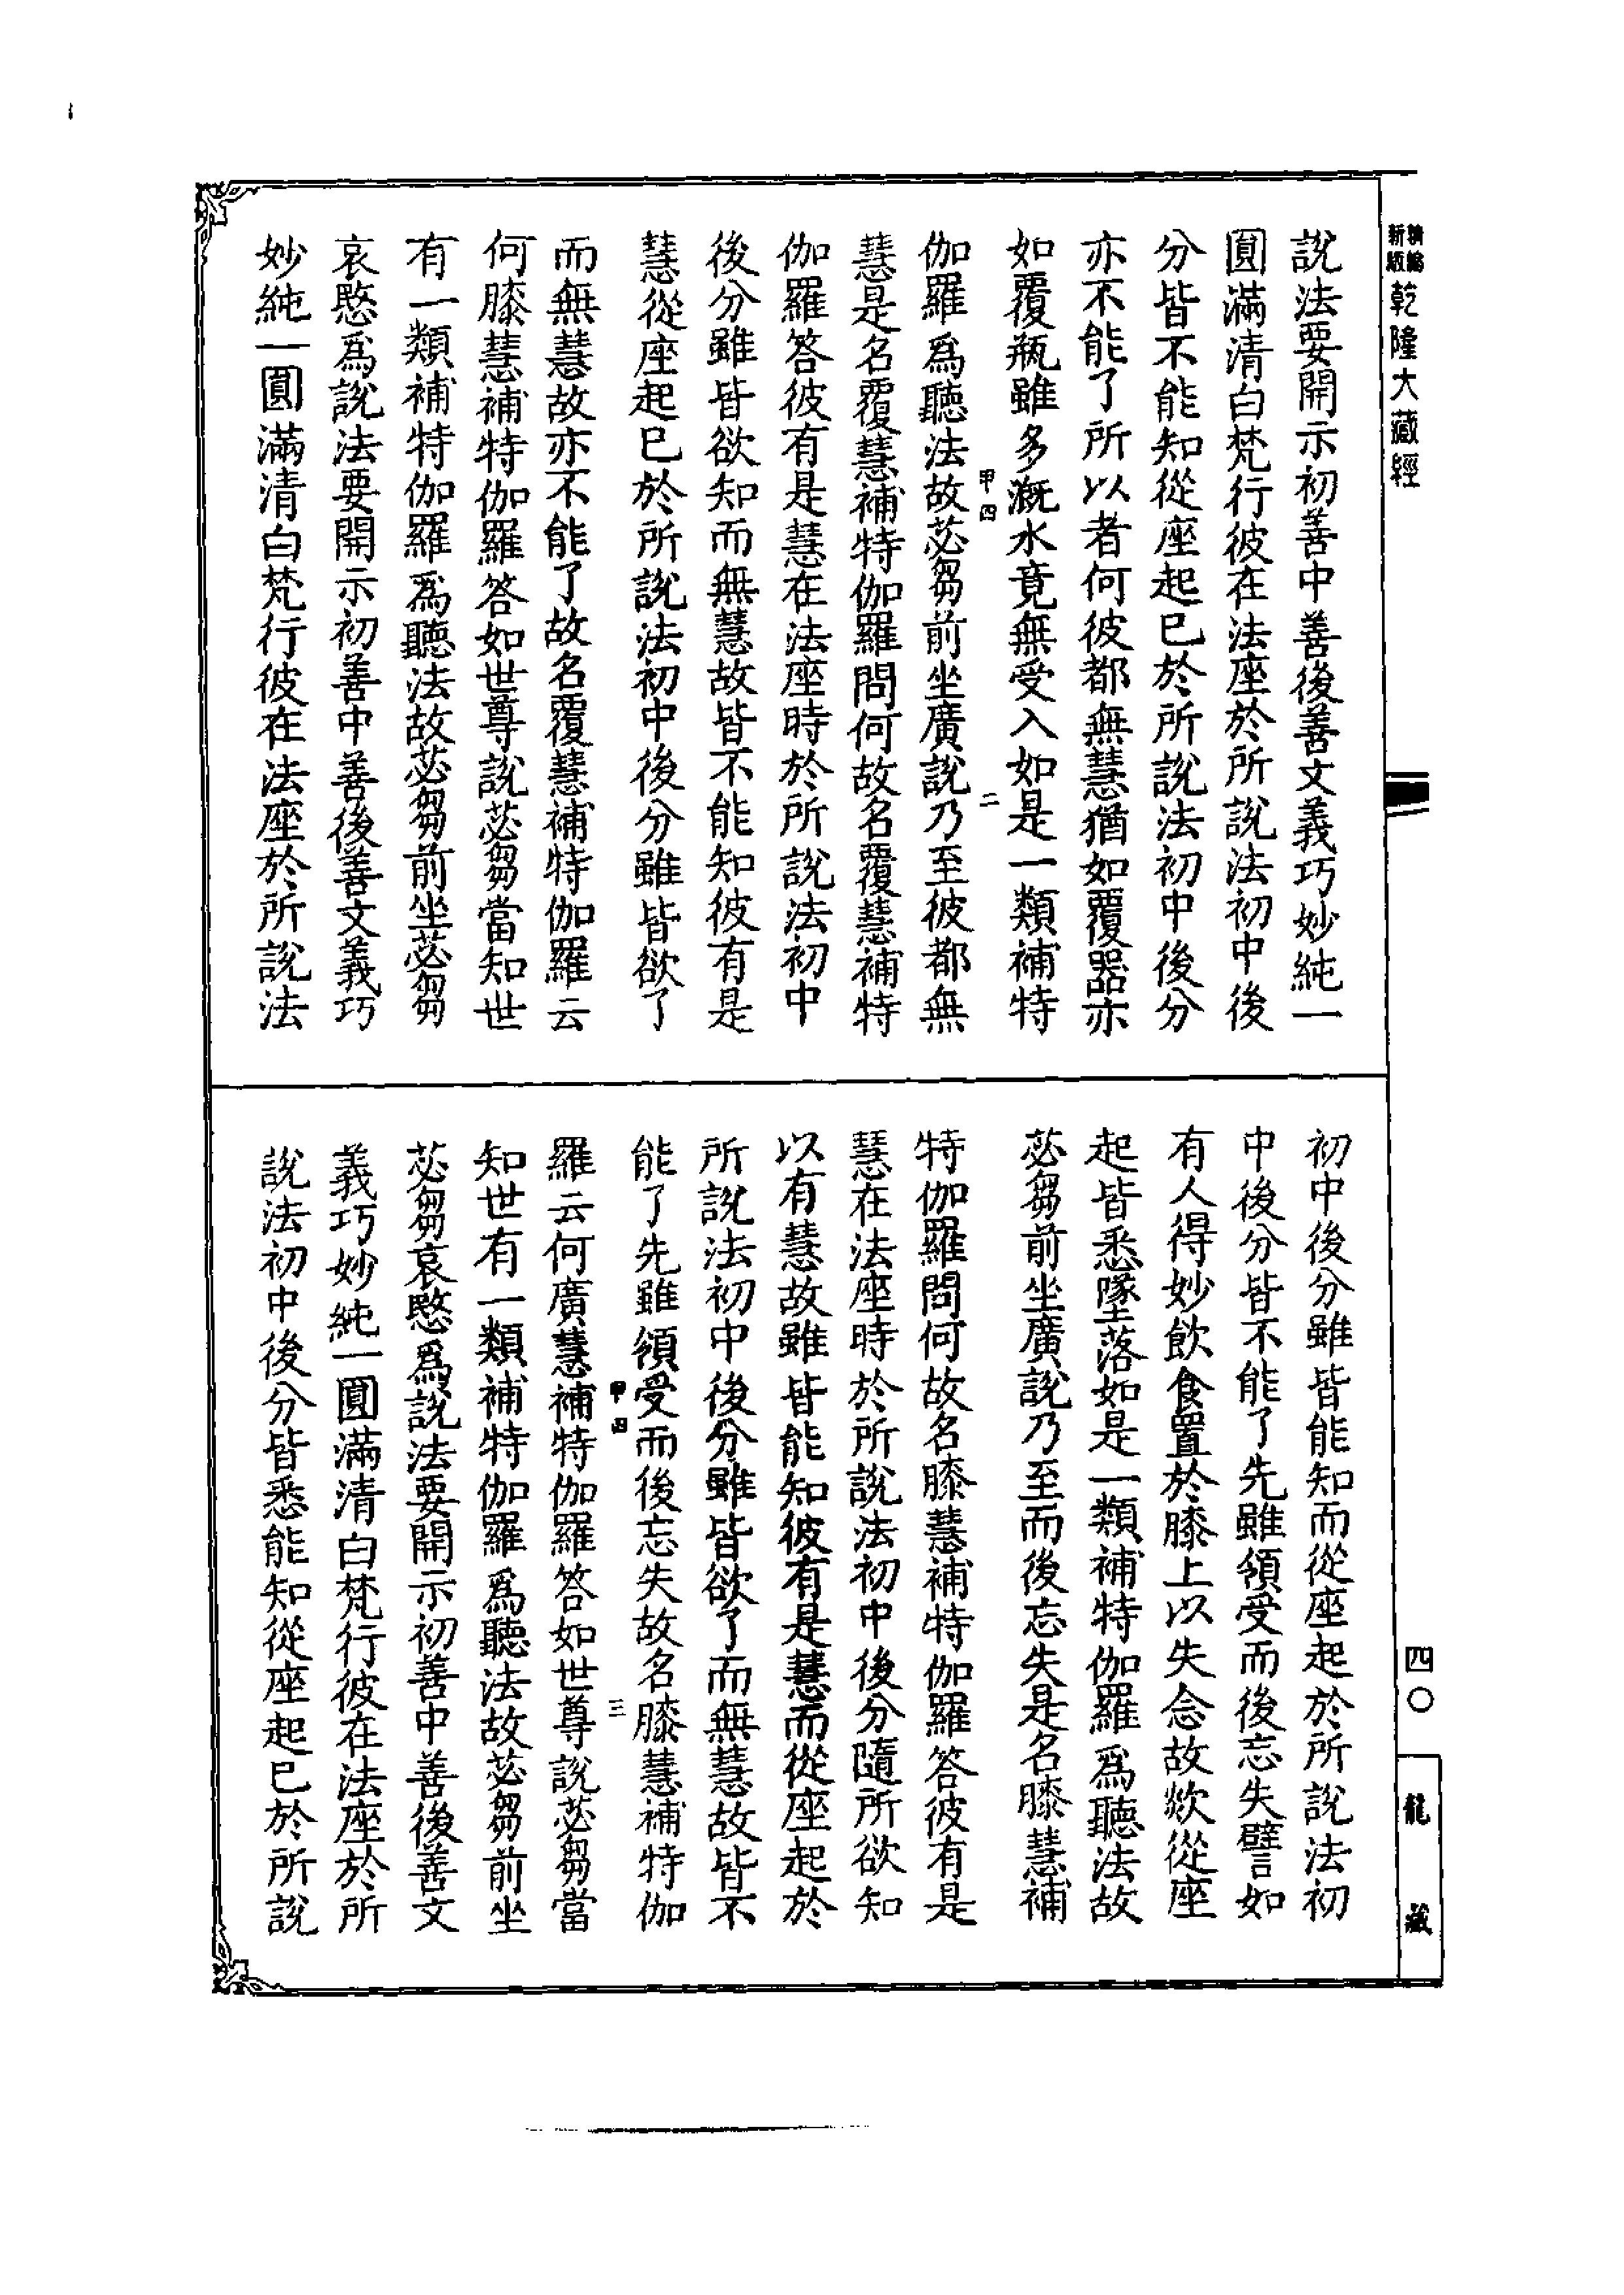 精縮新版乾隆大藏經
說法要開示初善中善後善文義巧妙純一
圓滿清白梵行彼在法座於所說法初中後
分皆不能知從座起已於所說法初中後分
亦不能了所以者何彼都無慧猶如覆器亦
如覆瓶雖多溉水竟無受入如是一類補特
甲四
二
伽羅爲聽法故苾芻前坐廣說乃至彼都無
慧是名覆慧補特伽羅問何故名覆慧補特
伽羅答彼有是慧在法座時於所說法初中
後分雖皆欲知而無慧故皆不能知彼有是
慧從座起已於所說法初中後分雖皆欲了
而無慧故亦不能了故名覆慧補特伽羅云
何膝慧補特伽羅答如世尊說苾芻當知世
有一類補特伽羅爲聽法故苾芻前坐苾芻
哀愍爲說法要開示初善中善後善文義巧
妙純一圓滿清白梵行彼在法座於所說法
初中後分雖皆能知而從座起於所說法初
中後分皆不能了先雖領受而後忘失譬如
有人得妙飲食置於膝上以失念故欻從座
起皆悉墜落如是一類補特伽羅爲聽法故
苾芻前坐廣說乃至而後忘失是名膝慧補
特伽羅問何故名膝慧補特伽羅答彼有是
慧在法座時於所說法初中後分隨所欲知
以有慧故雖皆能知彼有是慧而從座起於
所說法初中後分雖皆欲了而無慧故皆不
能了先雖領受而後忘失故名膝慧補特伽
甲四
三
羅云何廣慧補特伽羅答如世尊說苾芻當
知世有一類補特伽羅爲聽法故苾芻前坐
苾芻哀愍爲說法要開示初善中善後善文
義巧妙純一圓滿清白梵行彼在法座於所
說法初中後分皆悉能知從座起已於所說
四〇
龍藏